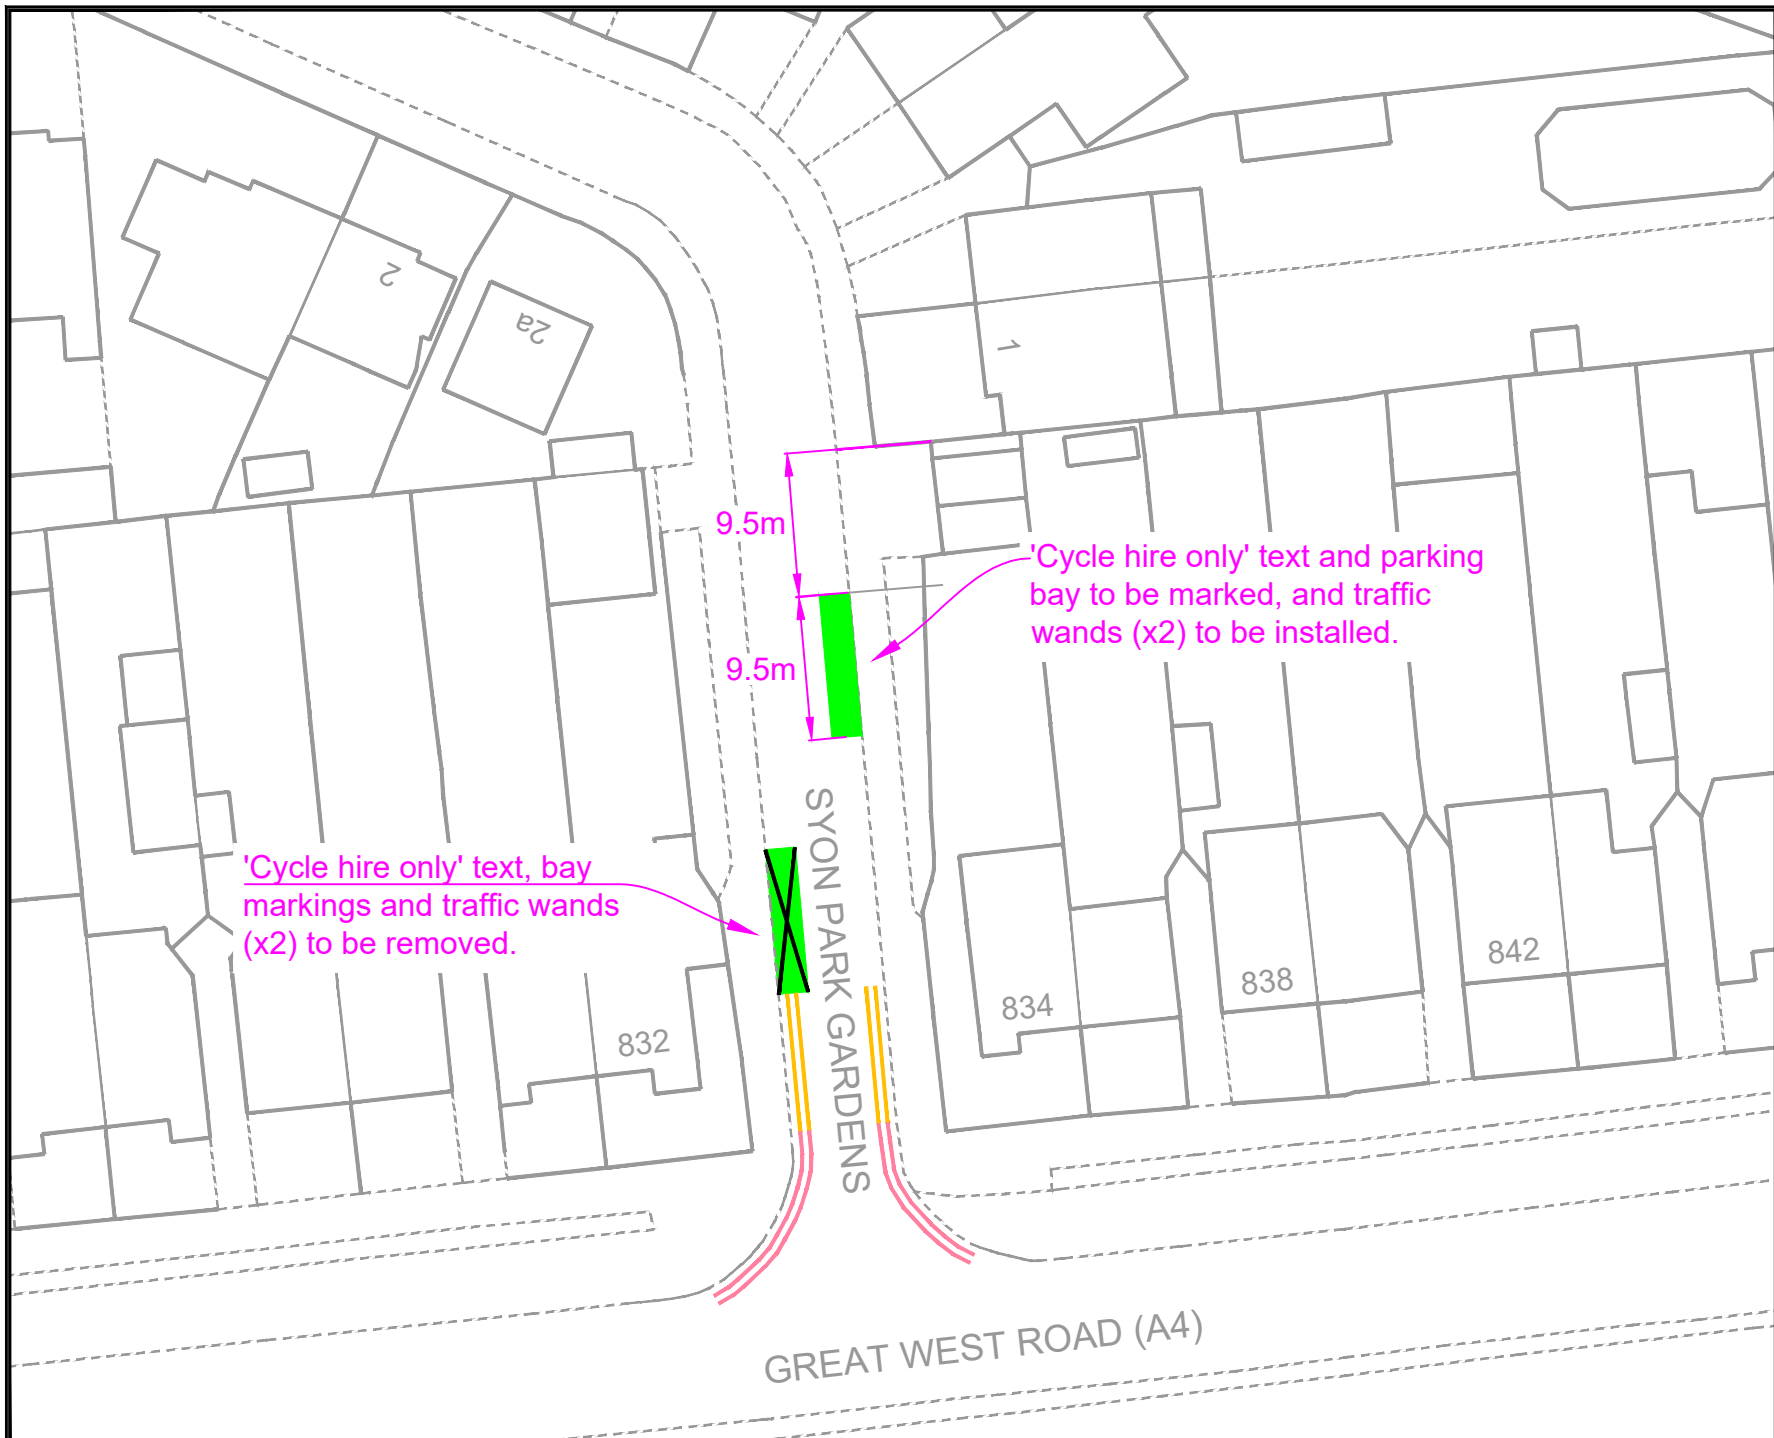 2
2a
1
9.5m
'Cycle hire only' text and parking
bay to be marked, and traffic
wands (x2) to be installed.
9.5m
SYON PARK GARDENS
'Cycle hire only' text, bay
markings and traffic wands
(x2) to be removed.
832
834
838
842
GREAT WEST ROAD (A4)